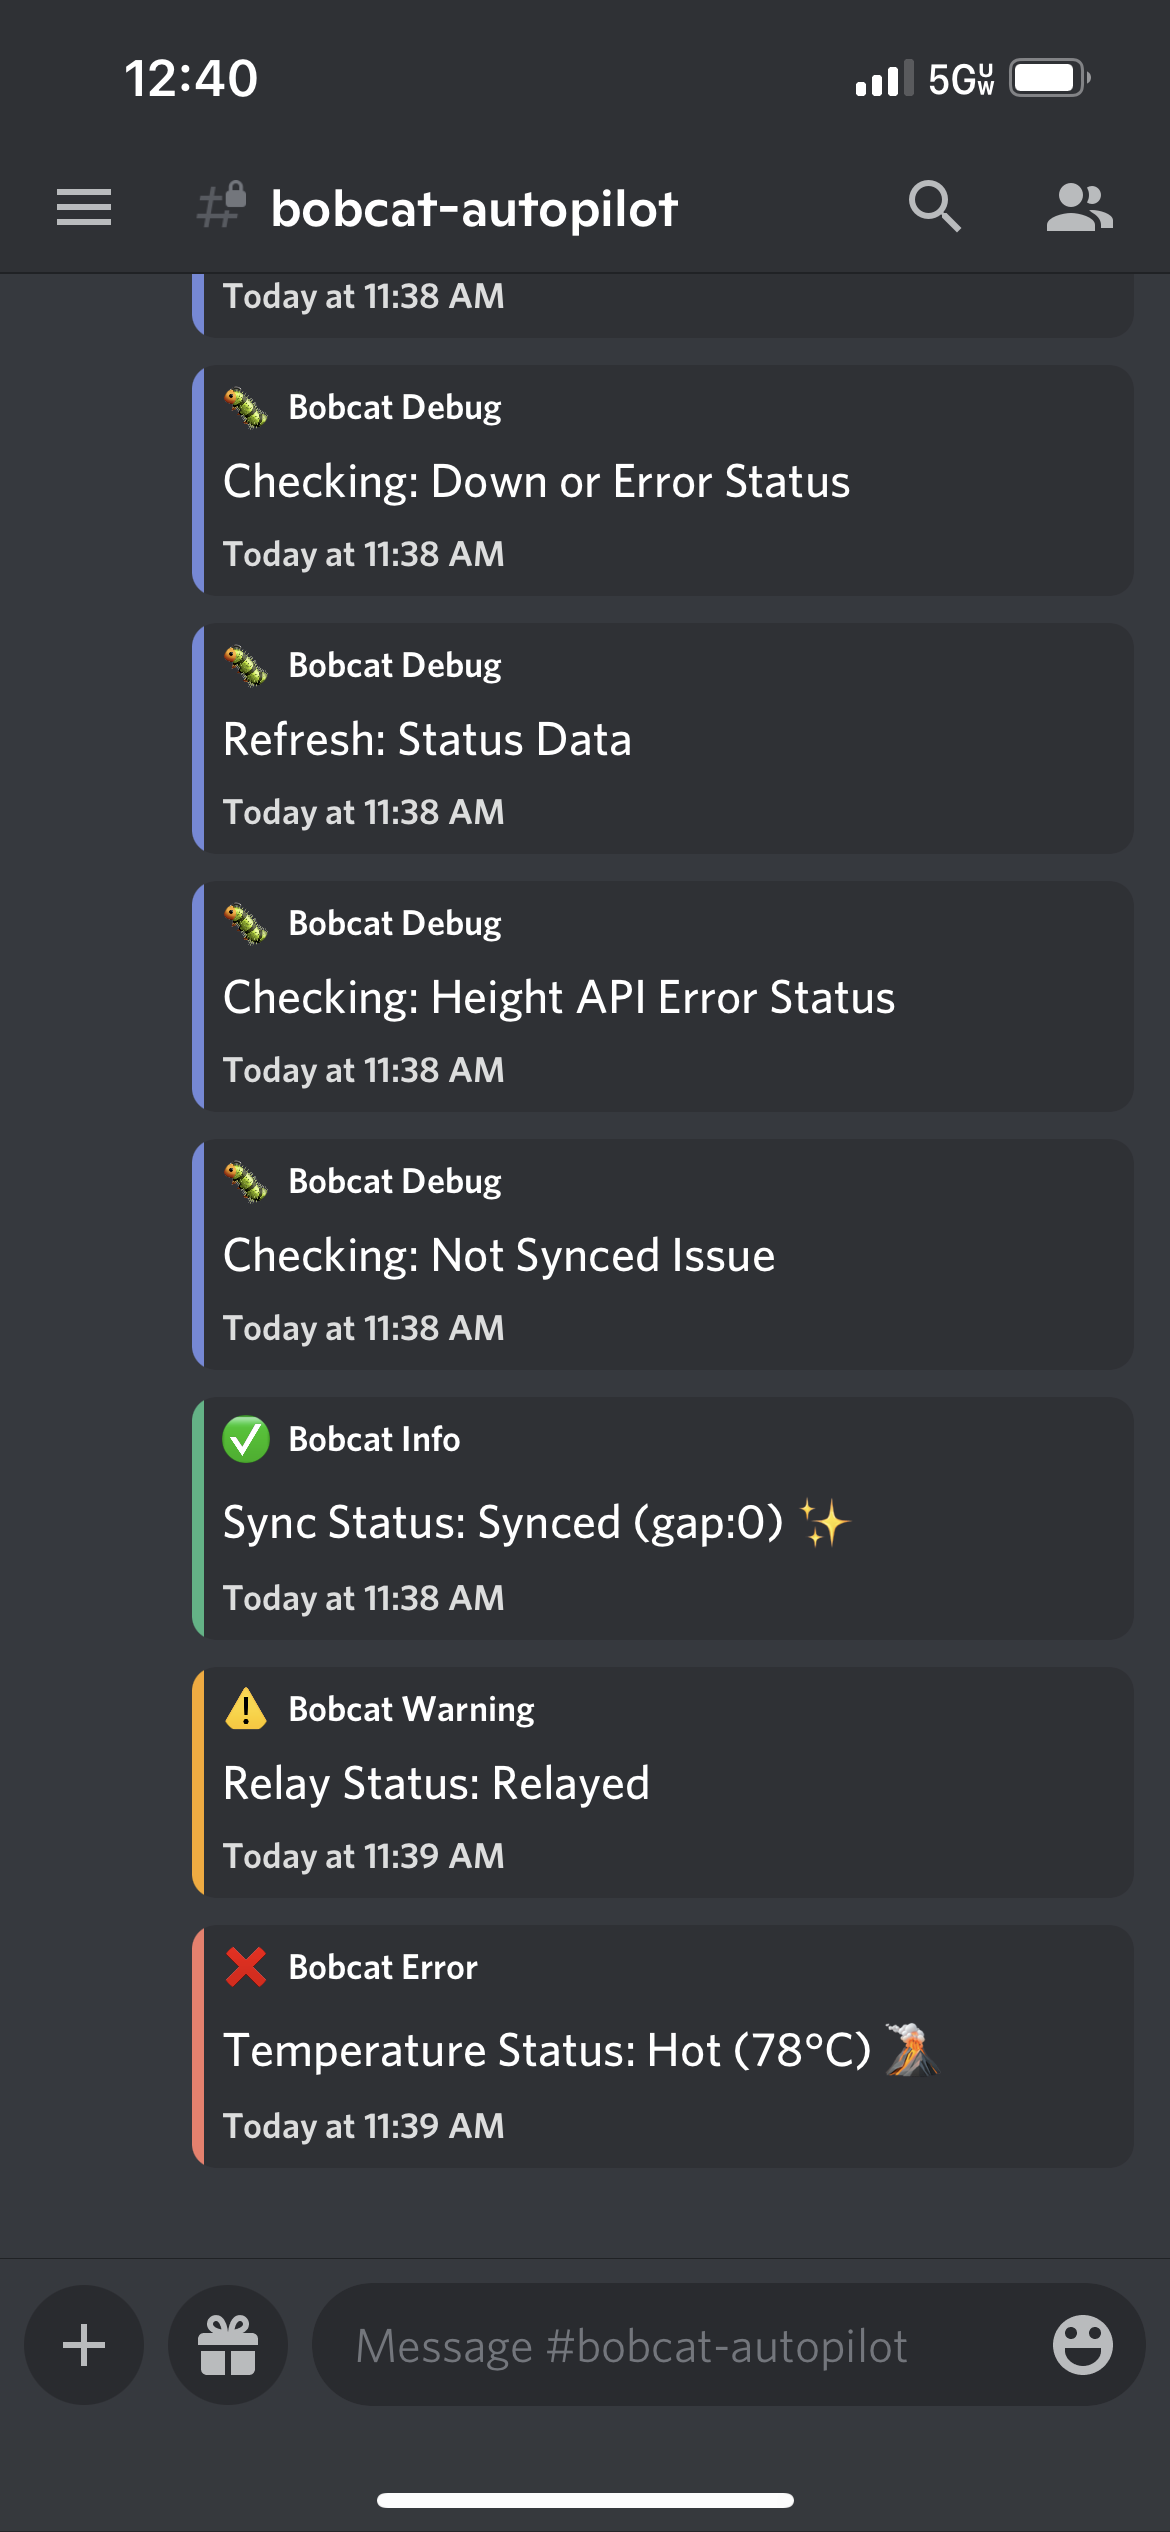 12:40
5G UW
bobcat-autopilot
Today at 11:38 AM
Bobcat Debug
Checking: Down or Error Status
Today at 11:38 AM
Bobcat Debug
Refresh: Status Data
Today at 11:38 AM
Bobcat Debug
Checking: Height API Error Status
Today at 11:38 AM
Bobcat Debug
Checking: Not Synced Issue
Today at 11:38 AM
Bobcat Info
Sync Status: Synced (gap:0) ✨
Today at 11:38 AM
Bobcat Warning
Relay Status: Relayed
Today at 11:39 AM
Bobcat Error
Temperature Status: Hot (78°C) 🌋
Today at 11:39 AM
Message #bobcat-autopilot